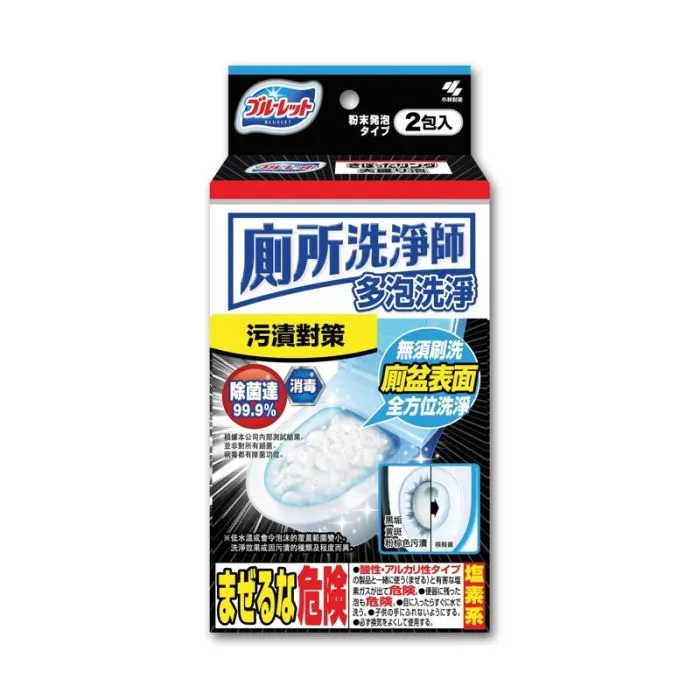 ブルーレット
BLUELET
小林製薬
粉末発泡
タイプ
2包入
廁所洗淨師
多泡洗淨
污漬對策
無須刷洗
廁盆表面
全方位洗淨
除菌達
99.9%
消毒
根據本公司內部測試結果。
並非對所有細菌、
病毒都有除菌功效。
黑垢
黃斑
粉棕色污漬
模擬圖
※低水溫或會令泡沫的覆蓋範圍變小。
洗淨效果或因污漬的種類及程度而異。
まぜるな危険
●酸性・アルカリ性タイプ
の製品と一緒に使う(まぜる)と有害な塩
素ガスが出て危険。●便器に残った
泡も危険。●目に入ったらすぐに水で
洗う。●子供の手にふれないようにする。
●必ず換気をよくして使用する。
塩素系